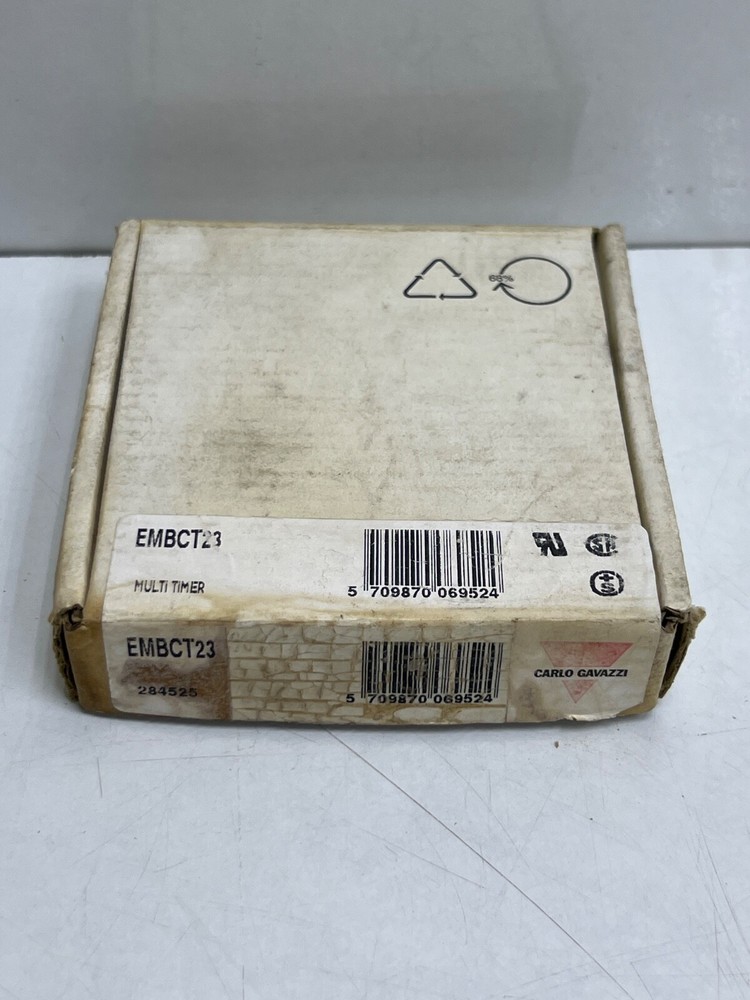 68%
EMBCT23
MULTI TIMER
5 709870 069524
EMBCT23
284525
5 709870 069524
CARLO GAVAZZI